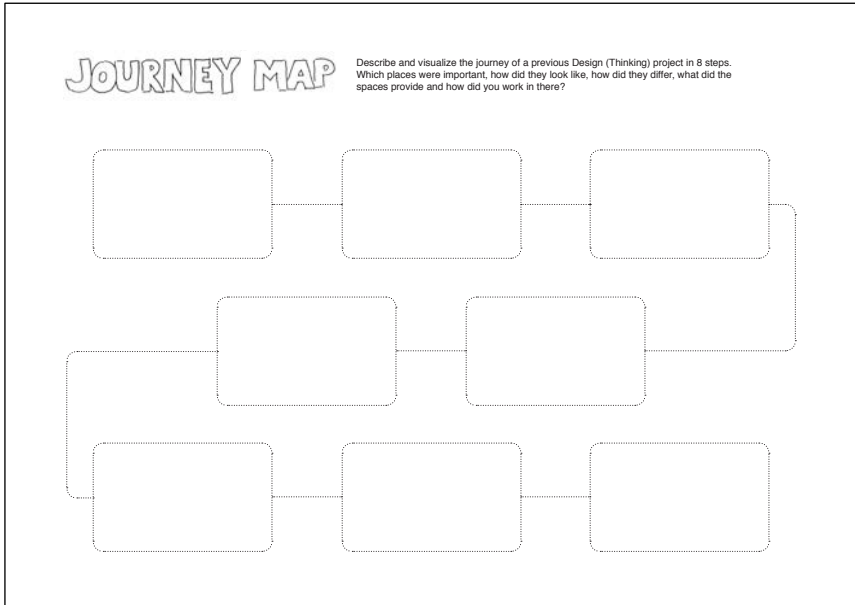 JOURNEY MAP
Describe and visualize the journey of a previous Design (Thinking) project in 8 steps.
Which places were important, how did they look like, how did they differ, what did the
spaces provide and how did you work in there?